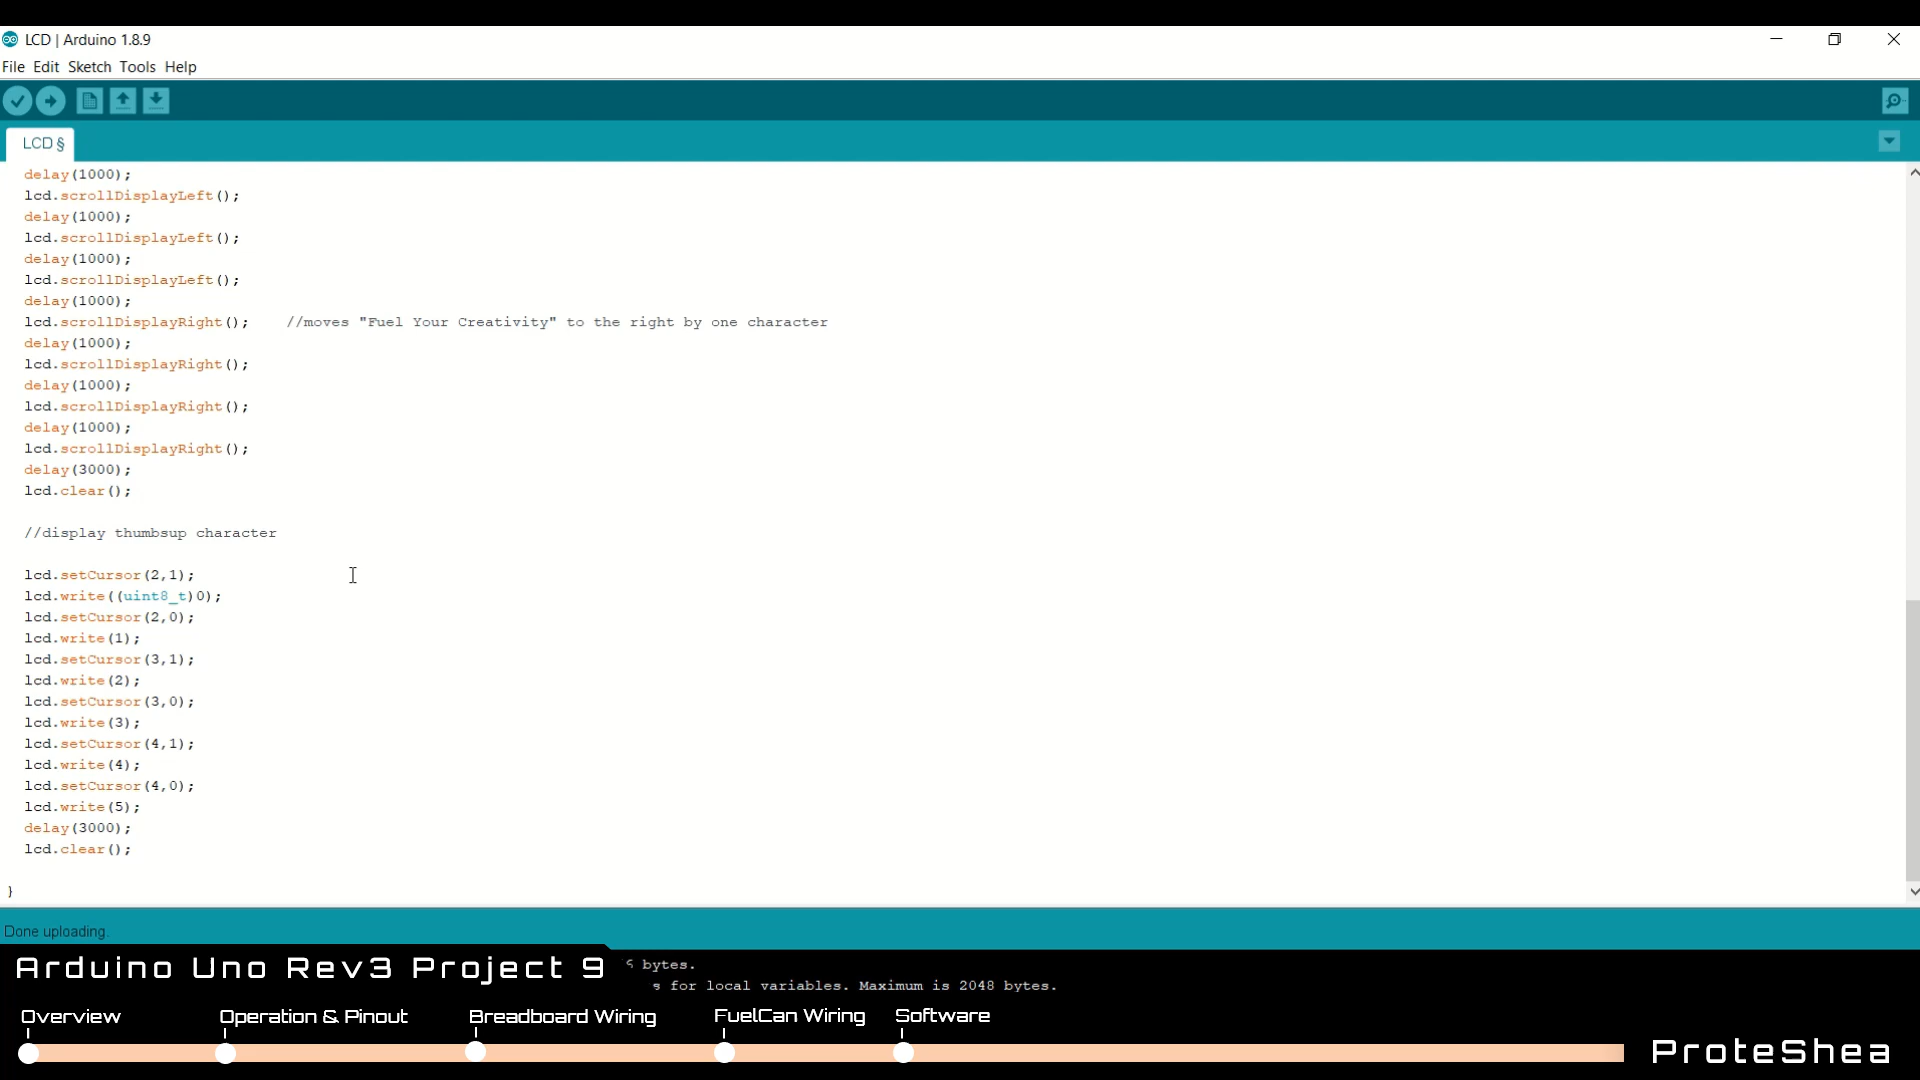 LCD | Arduino 1.8.9
File Edit Sketch Tools Help
LCD §
delay(1000);
lcd.scrollDisplayLeft();
delay(1000);
lcd.scrollDisplayLeft();
delay(1000);
lcd.scrollDisplayLeft();
delay(1000);
lcd.scrollDisplayRight();    //moves "Fuel Your Creativity" to the right by one character
delay(1000);
lcd.scrollDisplayRight();
delay(1000);
lcd.scrollDisplayRight();
delay(1000);
lcd.scrollDisplayRight();
delay(3000);
lcd.clear();
//display thumbsup character
lcd.setCursor(2,1);
lcd.write((uint8_t)0);
lcd.setCursor(2,0);
lcd.write(1);
lcd.setCursor(3,1);
lcd.write(2);
lcd.setCursor(3,0);
lcd.write(3);
lcd.setCursor(4,1);
lcd.write(4);
lcd.setCursor(4,0);
lcd.write(5);
delay(3000);
lcd.clear();
}
Done uploading.
Arduino Uno Rev3 Project 9
bytes.
s for local variables. Maximum is 2048 bytes.
Overview Operation & Pinout Breadboard Wiring FuelCan Wiring Software
ProteShea